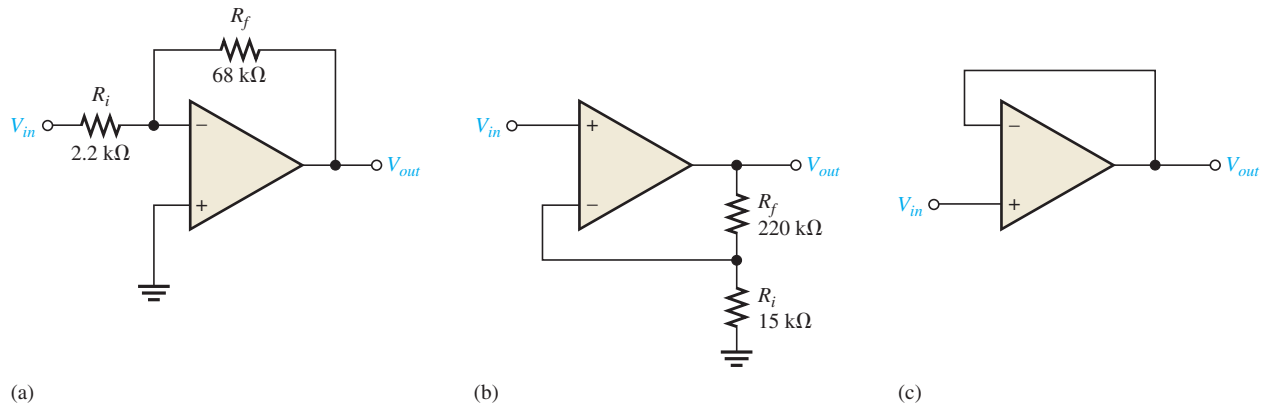 R_f
68 kΩ
R_i
V_in
2.2 kΩ
−
+
V_out
(a)
V_in
+
−
V_out
R_f
220 kΩ
R_i
15 kΩ
(b)
−
V_in
+
V_out
(c)